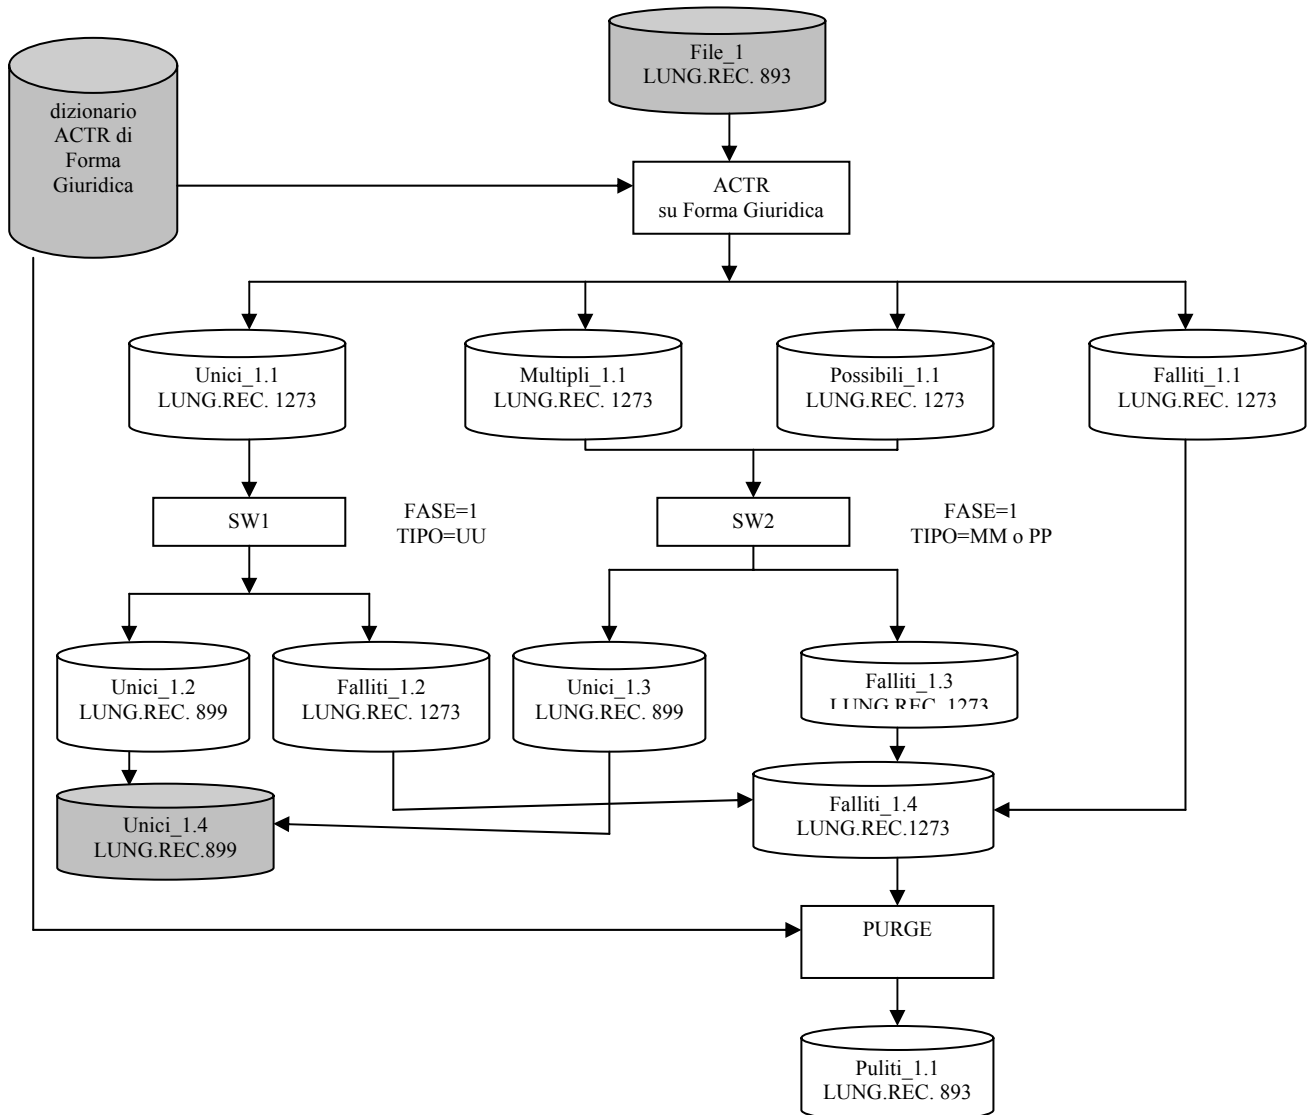 File_1
LUNG.REC. 893
dizionario
ACTR di
Forma
Giuridica
ACTR
su Forma Giuridica
Unici_1.1
LUNG.REC. 1273
Multipli_1.1
LUNG.REC. 1273
Possibili_1.1
LUNG.REC. 1273
Falliti_1.1
LUNG.REC. 1273
SW1
FASE=1
TIPO=UU
SW2
FASE=1
TIPO=MM o PP
Unici_1.2
LUNG.REC. 899
Falliti_1.2
LUNG.REC. 1273
Unici_1.3
LUNG.REC. 899
Falliti_1.3
LUNG.REC. 1273
Unici_1.4
LUNG.REC.899
Falliti_1.4
LUNG.REC.1273
PURGE
Puliti_1.1
LUNG.REC. 893